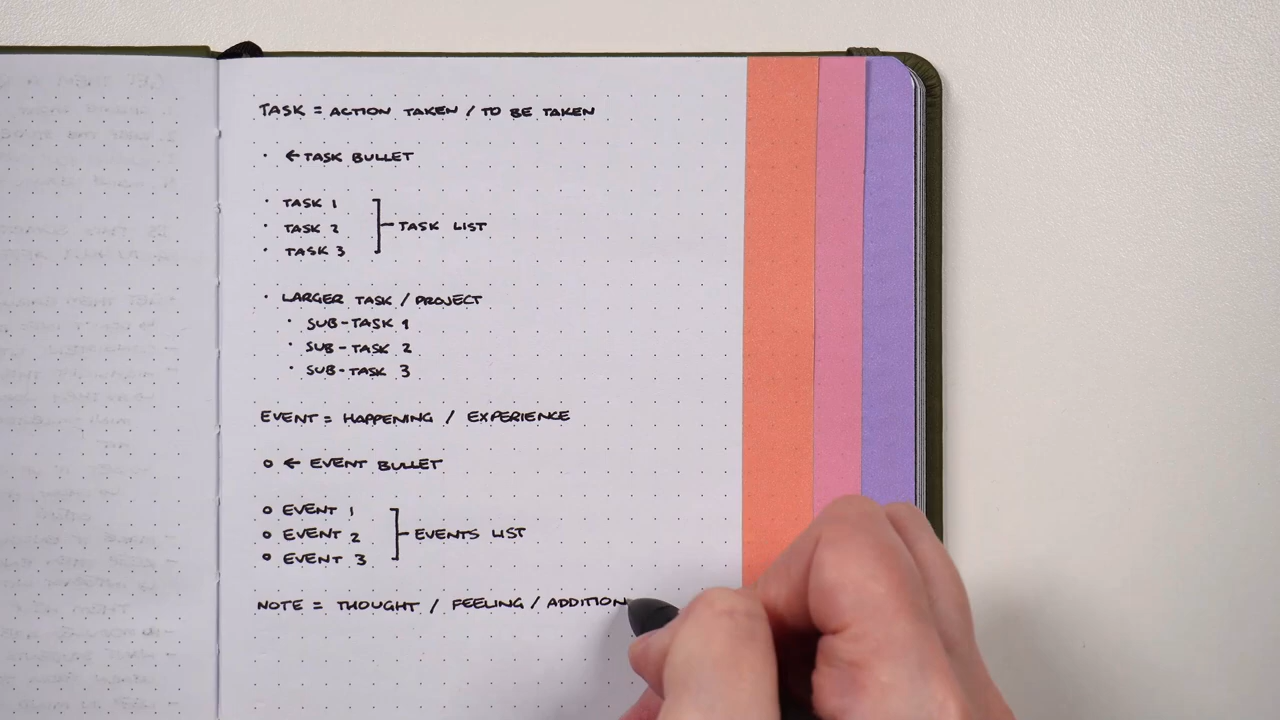 TASK = ACTION TAKEN / TO BE TAKEN
· ← TASK BULLET
· TASK 1
· TASK 2
· TASK 3
TASK LIST
· LARGER TASK / PROJECT
· SUB-TASK 1
· SUB-TASK 2
· SUB-TASK 3
EVENT = HAPPENING / EXPERIENCE
o ← EVENT BULLET
o EVENT 1
o EVENT 2
o EVENT 3
EVENTS LIST
NOTE = THOUGHT / FEELING / ADDITION